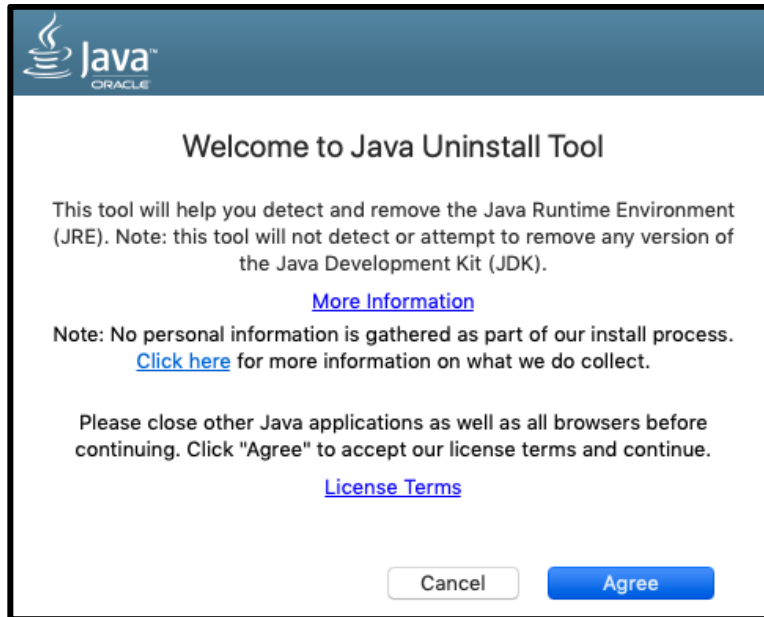 Java™
ORACLE
Welcome to Java Uninstall Tool
This tool will help you detect and remove the Java Runtime Environment
(JRE). Note: this tool will not detect or attempt to remove any version of
the Java Development Kit (JDK).
More Information
Note: No personal information is gathered as part of our install process.
Click here for more information on what we do collect.
Please close other Java applications as well as all browsers before
continuing. Click "Agree" to accept our license terms and continue.
License Terms
Cancel
Agree